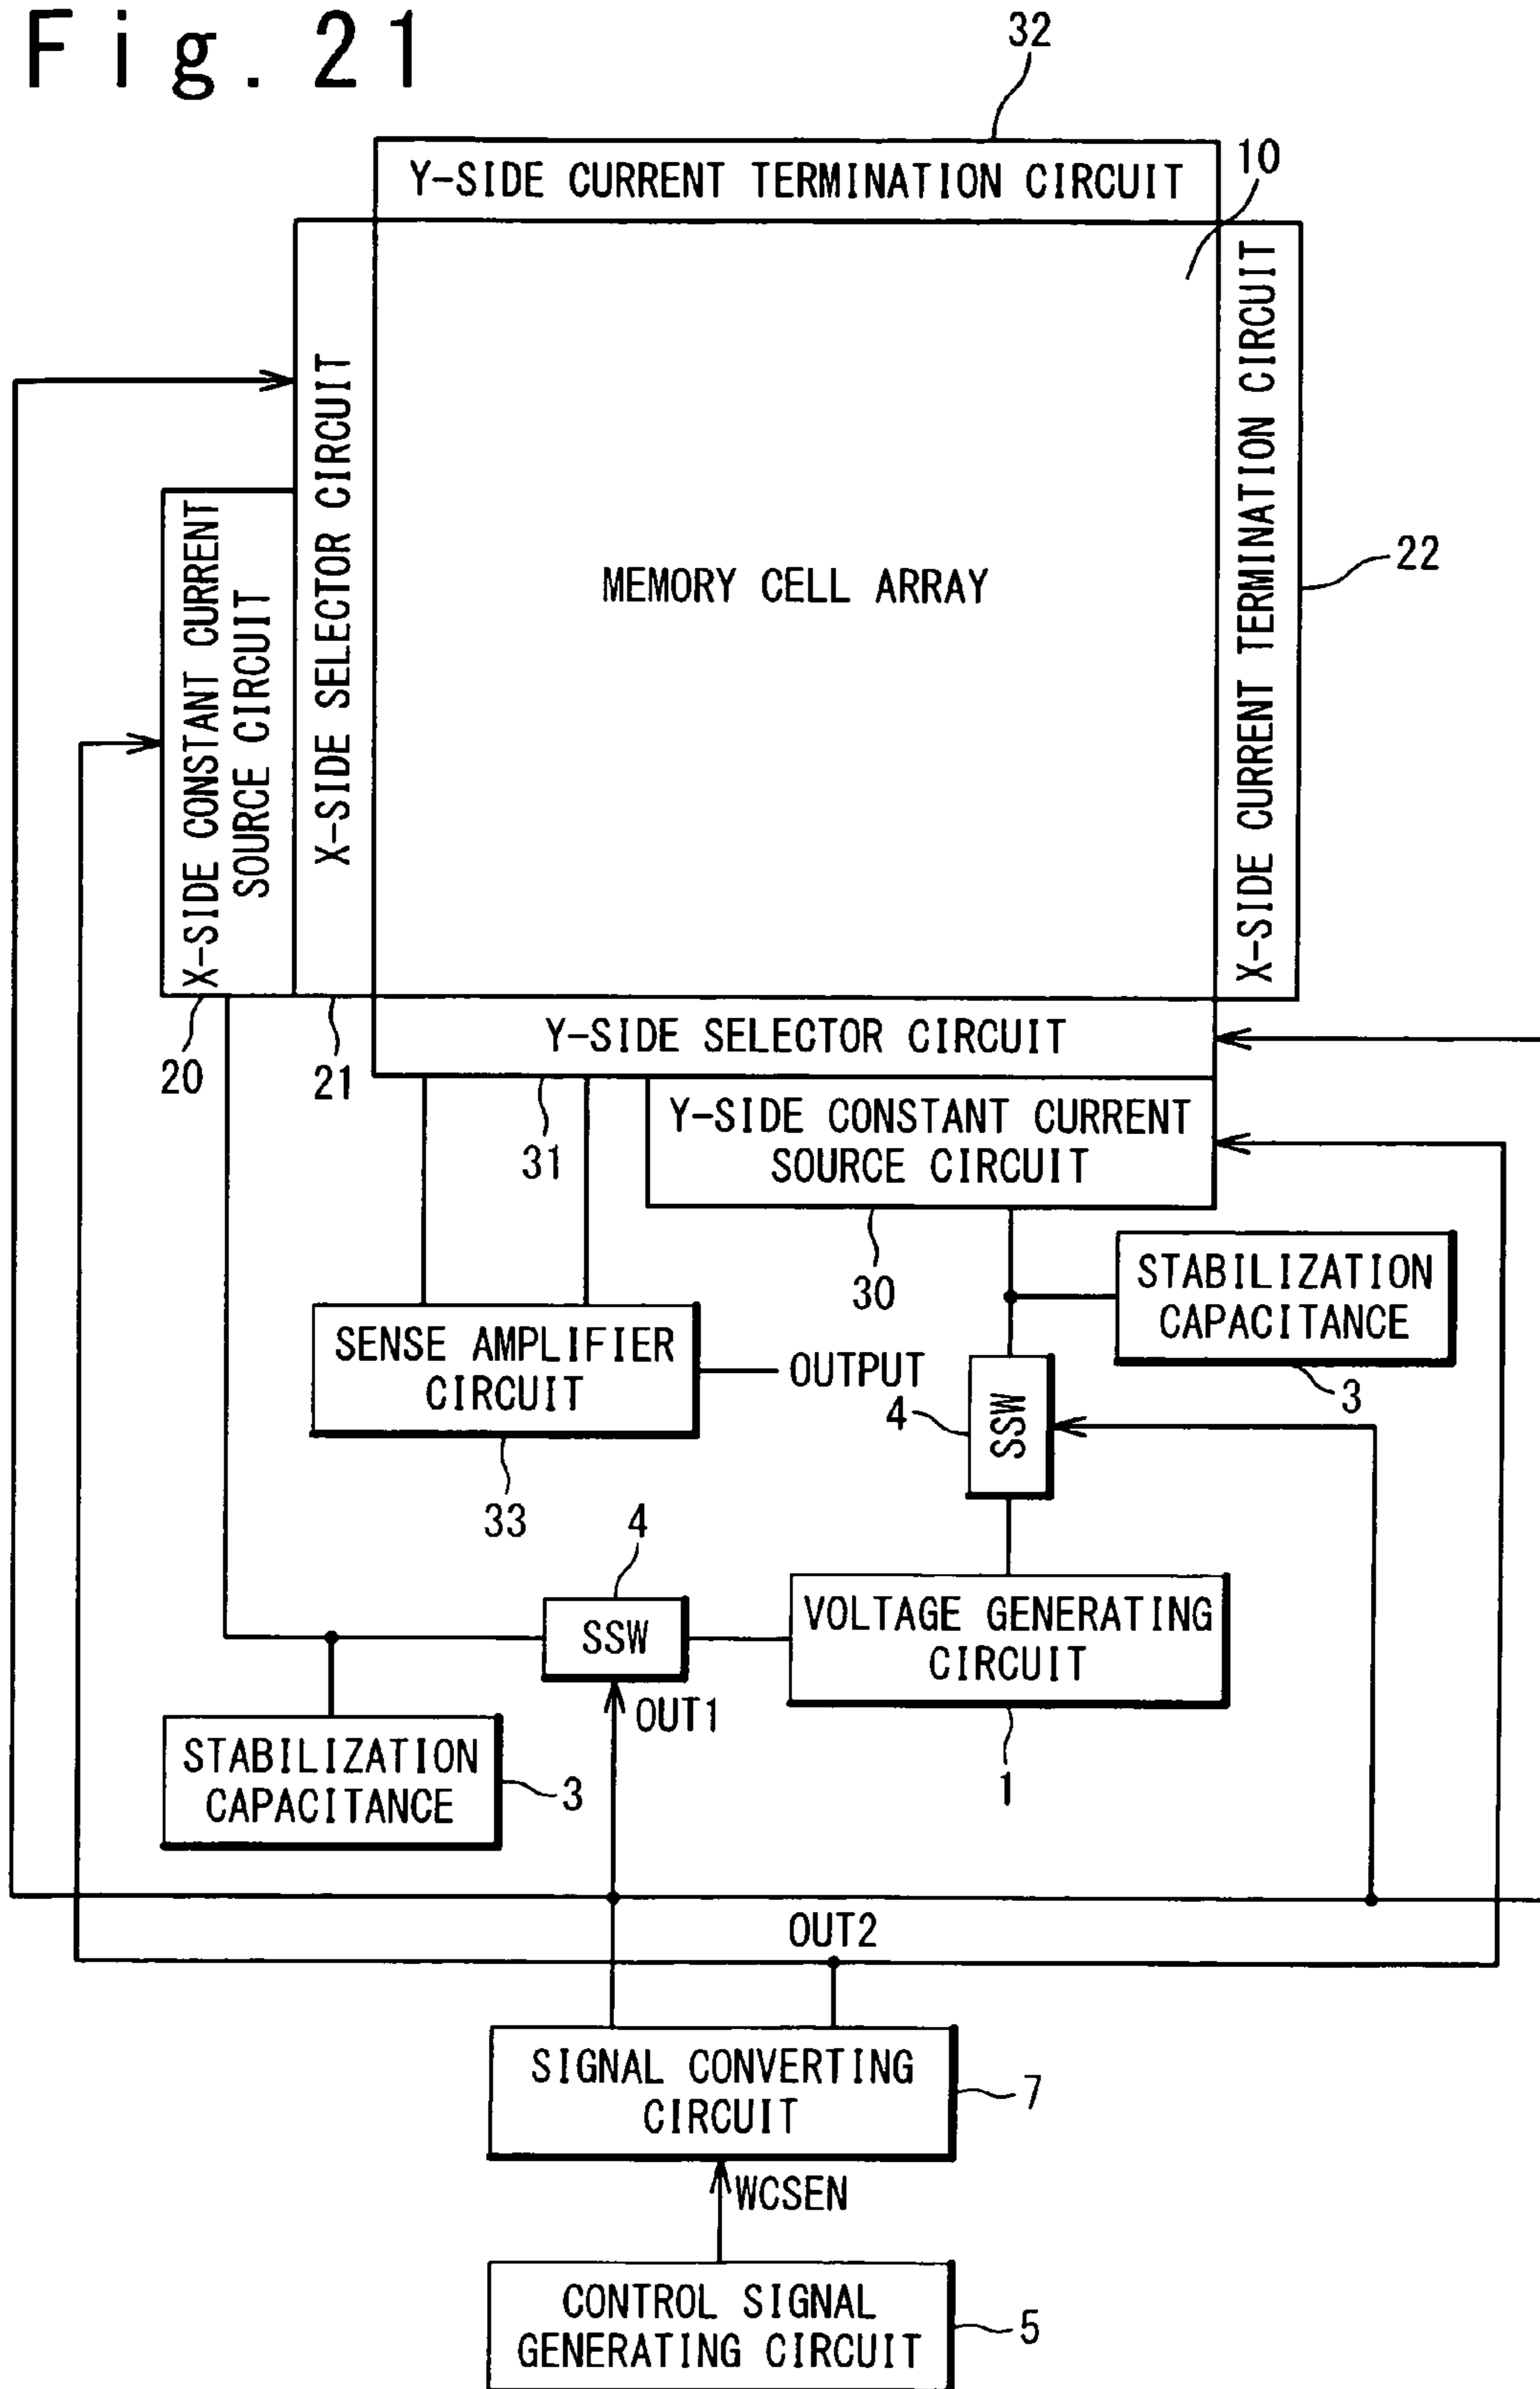 Fig. 21
32
Y-SIDE CURRENT TERMINATION CIRCUIT
10
X-SIDE CONSTANT CURRENT
SOURCE CIRCUIT
X-SIDE SELECTOR CIRCUIT
MEMORY CELL ARRAY
X-SIDE CURRENT TERMINATION CIRCUIT
22
20
21
Y-SIDE SELECTOR CIRCUIT
31
Y-SIDE CONSTANT CURRENT
SOURCE CIRCUIT
30
STABILIZATION
CAPACITANCE
3
SENSE AMPLIFIER
CIRCUIT
OUTPUT
33
4
SSW
4
SSW
VOLTAGE GENERATING
CIRCUIT
1
OUT1
STABILIZATION
CAPACITANCE
3
OUT2
SIGNAL CONVERTING
CIRCUIT
7
WCSEN
CONTROL SIGNAL
GENERATING CIRCUIT
5